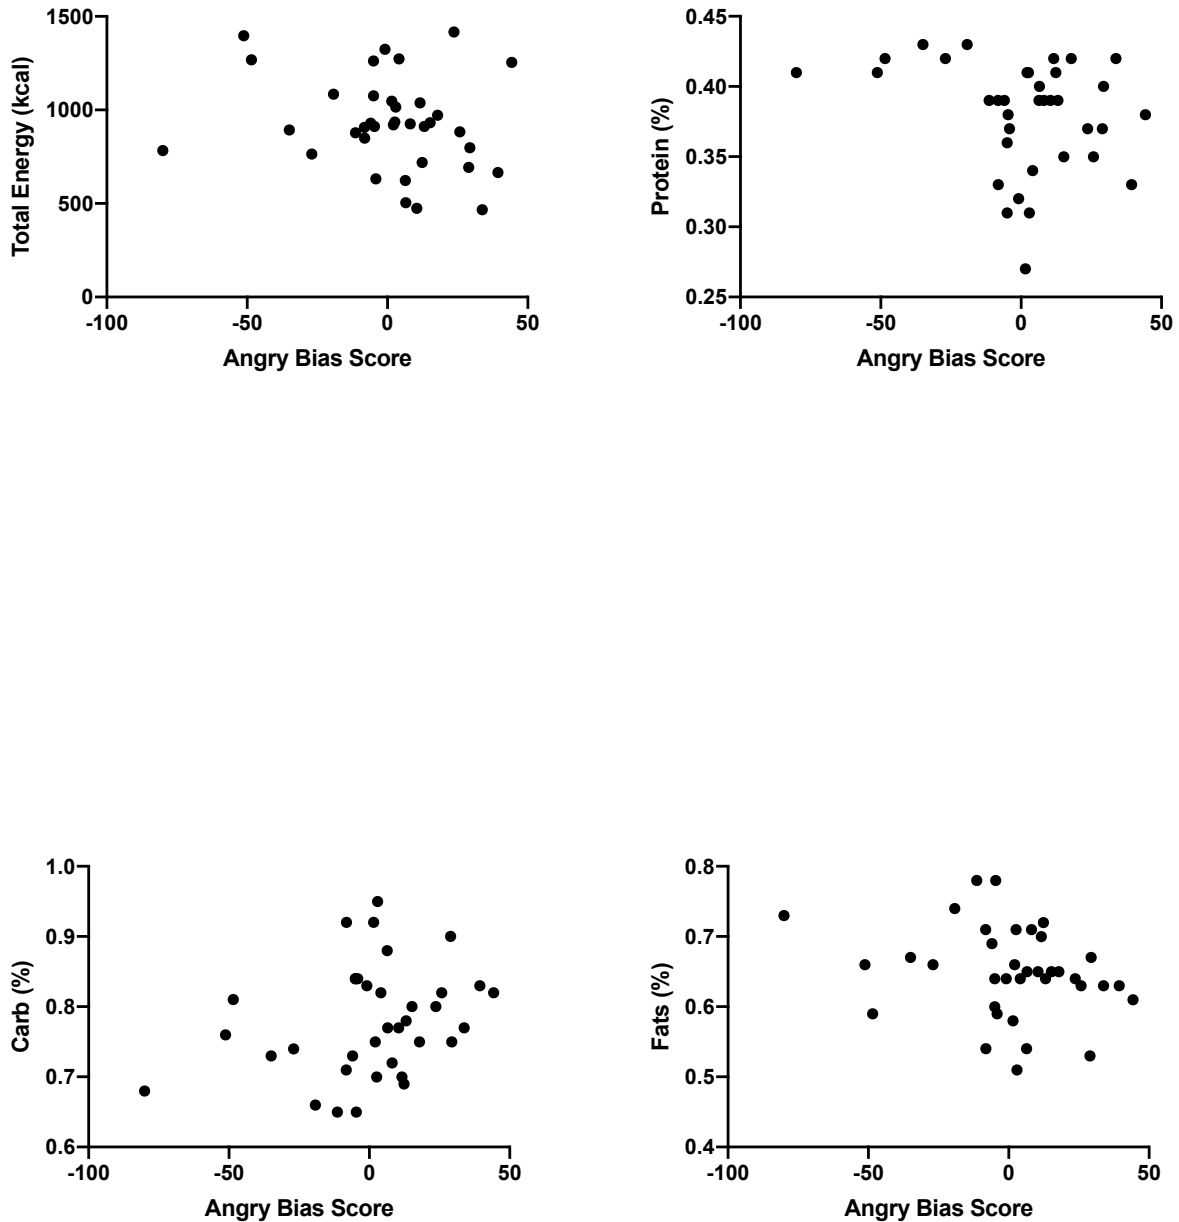 Total Energy (kcal)
1500
1000
500
0
-100 -50 0 50
Angry Bias Score
Protein (%)
0.45
0.40
0.35
0.30
0.25
-100 -50 0 50
Angry Bias Score
Carb (%)
1.0
0.9
0.8
0.7
0.6
-100 -50 0 50
Angry Bias Score
Fats (%)
0.8
0.7
0.6
0.5
0.4
-100 -50 0 50
Angry Bias Score